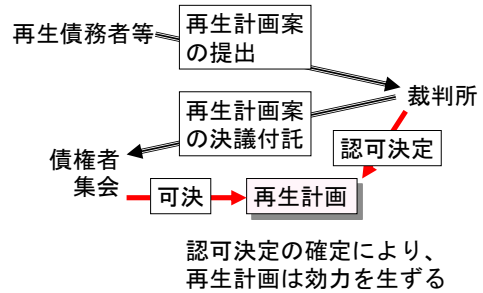 再生債務者等
再生計画案
の提出
裁判所
再生計画案
の決議付託
認可決定
債権者
集会
可決
再生計画
認可決定の確定により、
再生計画は効力を生ずる